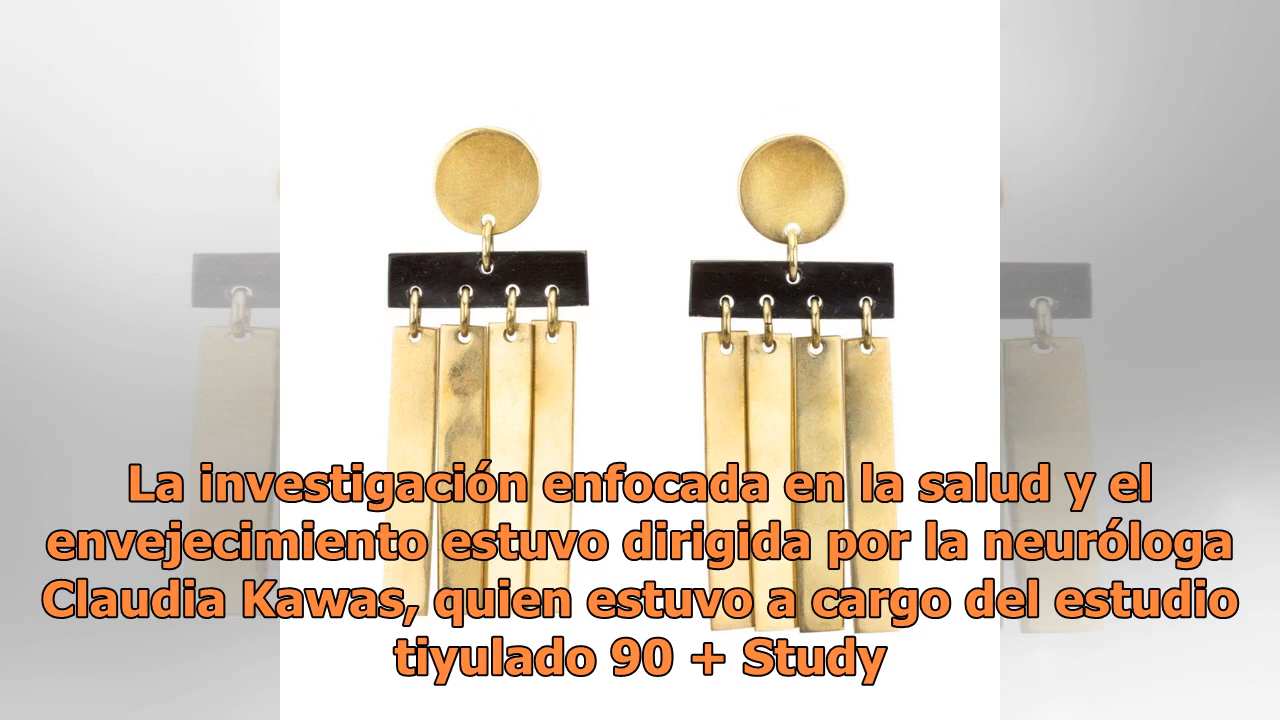 La investigación enfocada en la salud y el
envejecimiento estuvo dirigida por la neuróloga
Claudia Kawas, quien estuvo a cargo del estudio
tiyulado 90 + Study